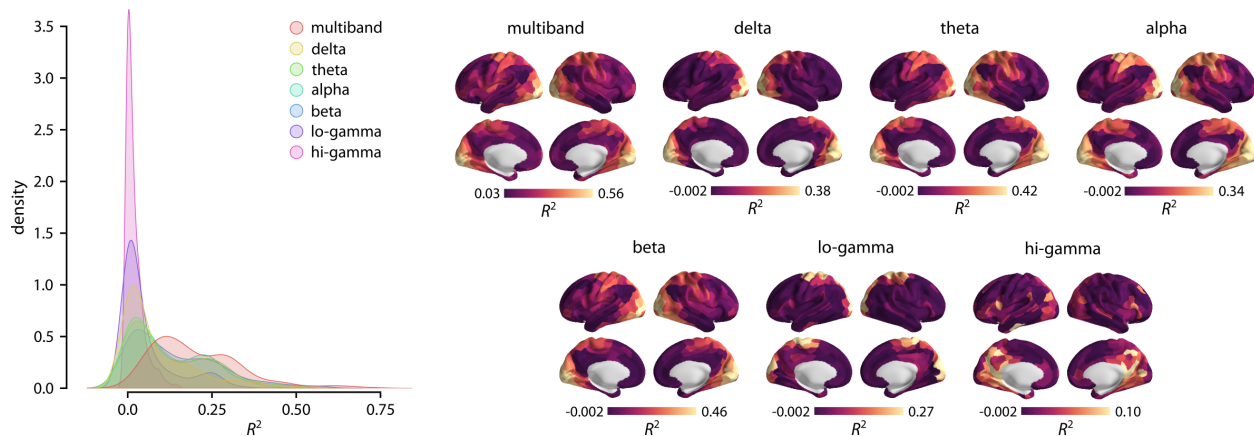 density
3.5
3.0
2.5
2.0
1.5
1.0
0.5
0.0
0.0 0.25 0.50 0.75
R²
multiband
delta
theta
alpha
beta
lo-gamma
hi-gamma
multiband delta theta alpha
0.03 0.56 -0.002 0.38 -0.002 0.42 -0.002 0.34
R² R² R² R²
beta lo-gamma hi-gamma
-0.002 0.46 -0.002 0.27 -0.002 0.10
R² R² R²